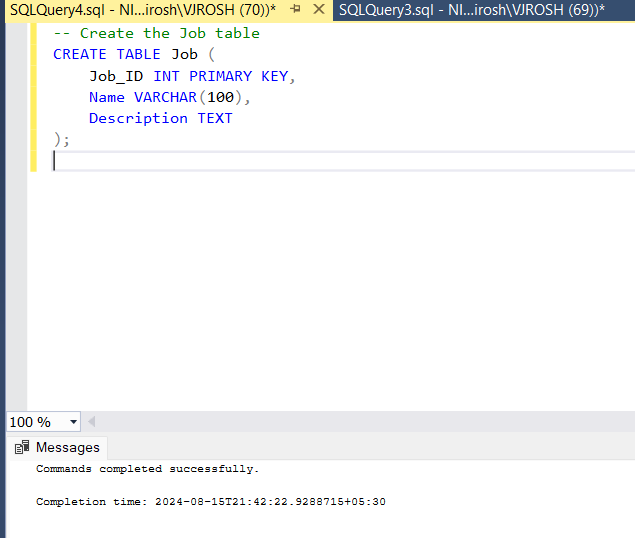 SQLQuery4.sql - NI...irosh\VJROSH (70))* SQLQuery3.sql - NI...irosh\VJROSH (69))*
-- Create the Job table
CREATE TABLE Job (
    Job_ID INT PRIMARY KEY,
    Name VARCHAR(100),
    Description TEXT
);
100 %
Messages
Commands completed successfully.
Completion time: 2024-08-15T21:42:22.9288715+05:30